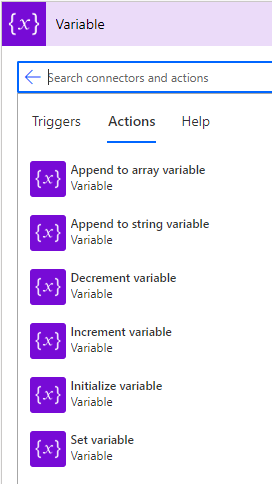 {x} Variable
Search connectors and actions
Triggers Actions Help
{x} Append to array variable
Variable
{x} Append to string variable
Variable
{x} Decrement variable
Variable
{x} Increment variable
Variable
{x} Initialize variable
Variable
{x} Set variable
Variable